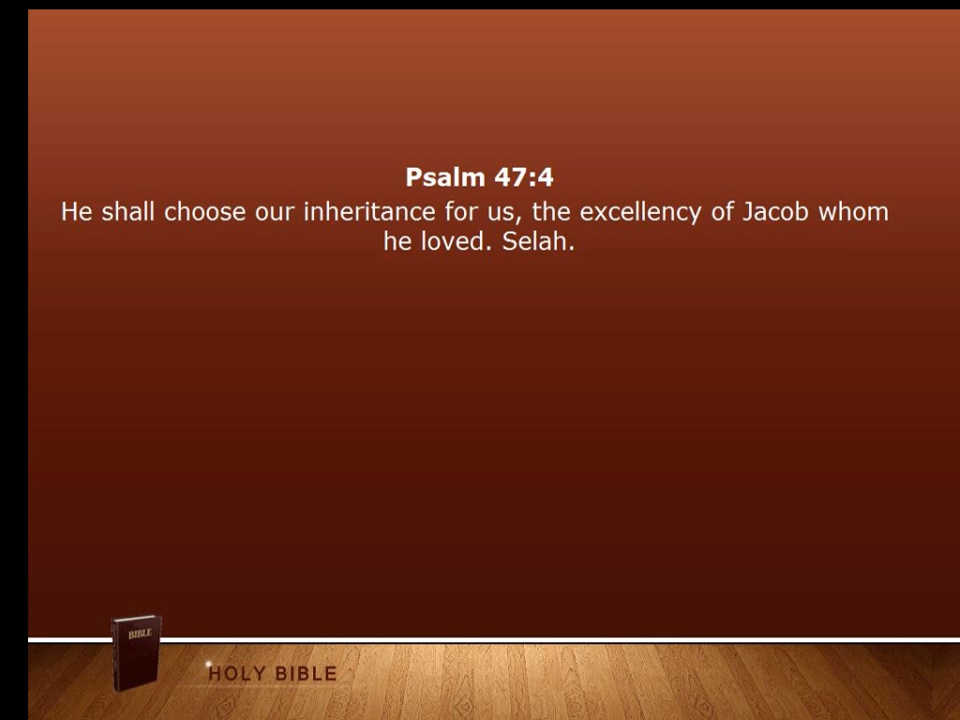 Psalm 47:4
He shall choose our inheritance for us, the excellency of Jacob whom
he loved. Selah.
BIBLE
HOLY BIBLE